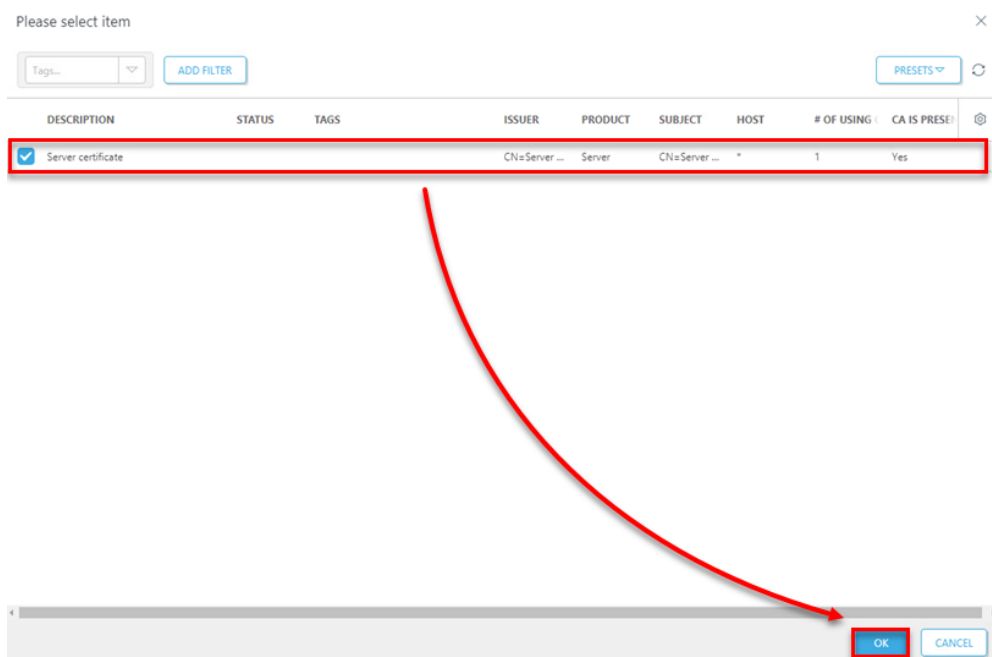 Please select item
Tags...
ADD FILTER
PRESETS
DESCRIPTION STATUS TAGS ISSUER PRODUCT SUBJECT HOST # OF USING CA IS PRESE
Server certificate CN=Server ... Server CN=Server ... * 1 Yes
OK CANCEL